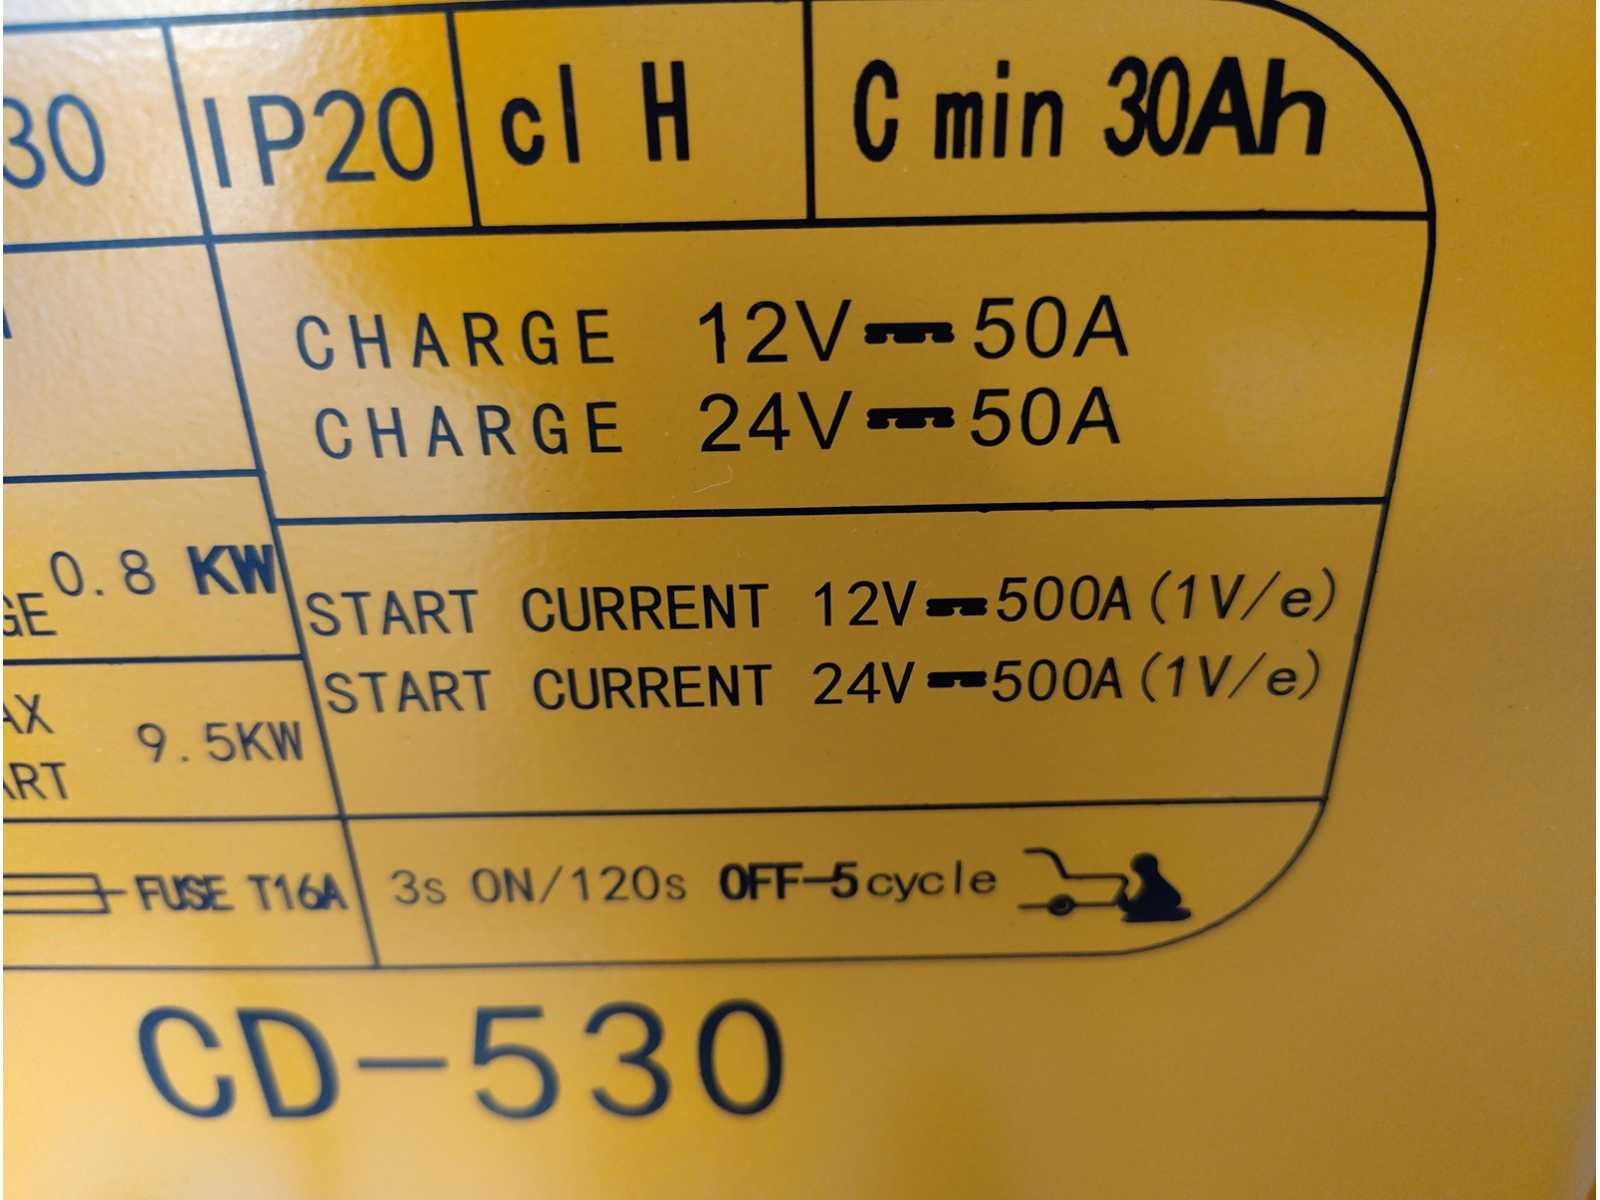 30 IP20 cl H C min 30Ah
CHARGE 12V⎓50A
CHARGE 24V⎓50A
GE 0.8 KW
START CURRENT 12V⎓500A(1V/e)
START CURRENT 24V⎓500A(1V/e)
AX
ART 9.5KW
FUSE T16A
3s ON/120s OFF-5cycle
CD-530